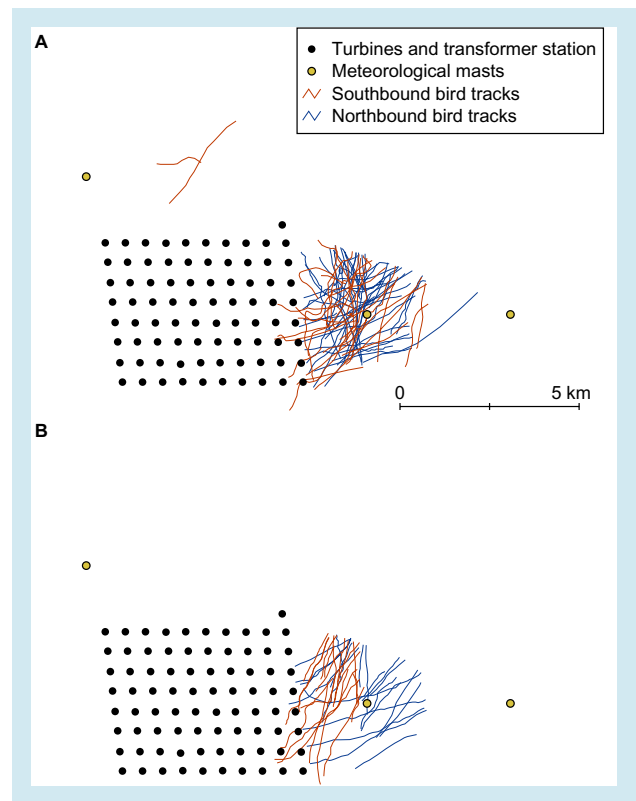 A
Turbines and transformer station
Meteorological masts
Southbound bird tracks
Northbound bird tracks
0 5 km
B